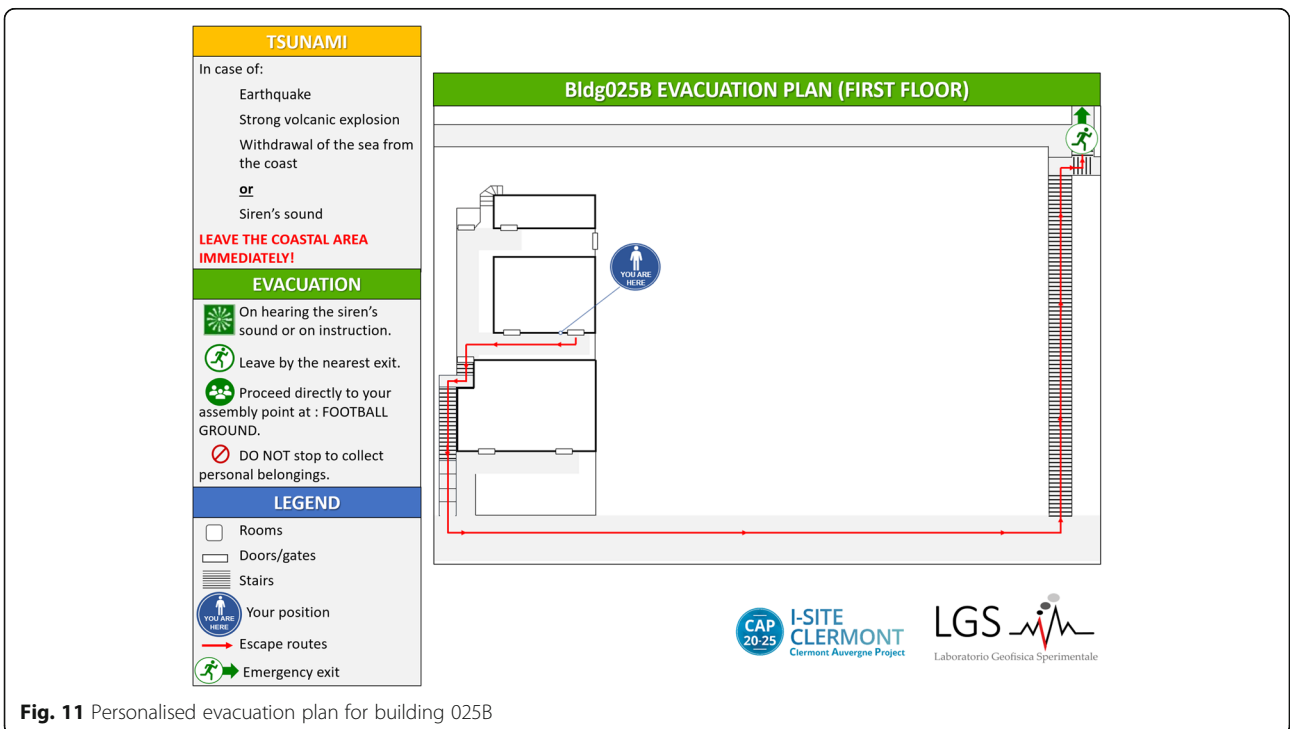 TSUNAMI
In case of:
Earthquake
Strong volcanic explosion
Withdrawal of the sea from
the coast
or
Siren's sound
LEAVE THE COASTAL AREA
IMMEDIATELY!
EVACUATION
On hearing the siren's
sound or on instruction.
Leave by the nearest exit.
Proceed directly to your
assembly point at : FOOTBALL
GROUND.
DO NOT stop to collect
personal belongings.
LEGEND
Rooms
Doors/gates
Stairs
YOU ARE
HERE
Your position
Escape routes
Emergency exit
Bldg025B EVACUATION PLAN (FIRST FLOOR)
YOU ARE
HERE
CAP
20-25
I-SITE
CLERMONT
Clermont Auvergne Project
LGS
Laboratorio Geofisica Sperimentale
Fig. 11 Personalised evacuation plan for building 025B